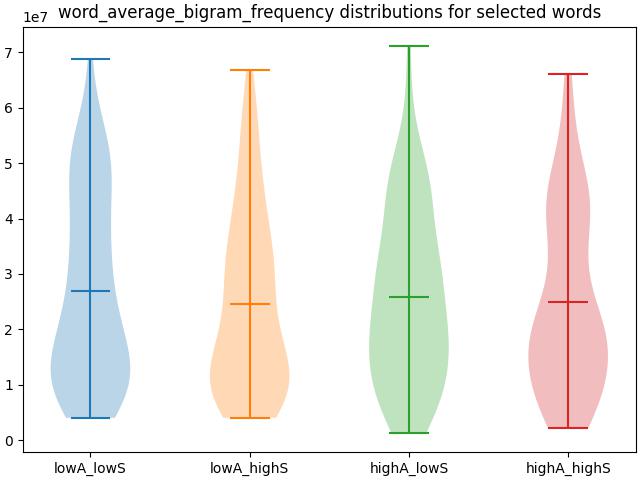 word_average_bigram_frequency distributions for selected words
1e7
7
6
5
4
3
2
1
0
lowA_lowS lowA_highS highA_lowS highA_highS